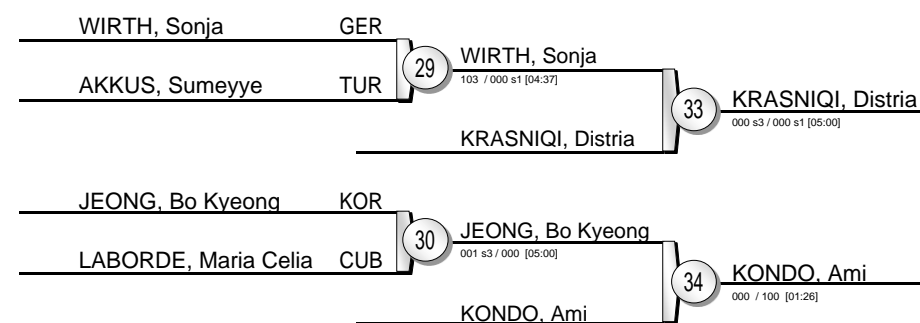 WIRTH, Sonja GER
29
WIRTH, Sonja
103 / 000 s1 [04:37]
AKKUS, Sumeyye TUR
33
KRASNIQI, Distria
000 s3 / 000 s1 [05:00]
KRASNIQI, Distria
JEONG, Bo Kyeong KOR
30
JEONG, Bo Kyeong
001 s3 / 000 [05:00]
LABORDE, Maria Celia CUB
34
KONDO, Ami
000 / 100 [01:26]
KONDO, Ami